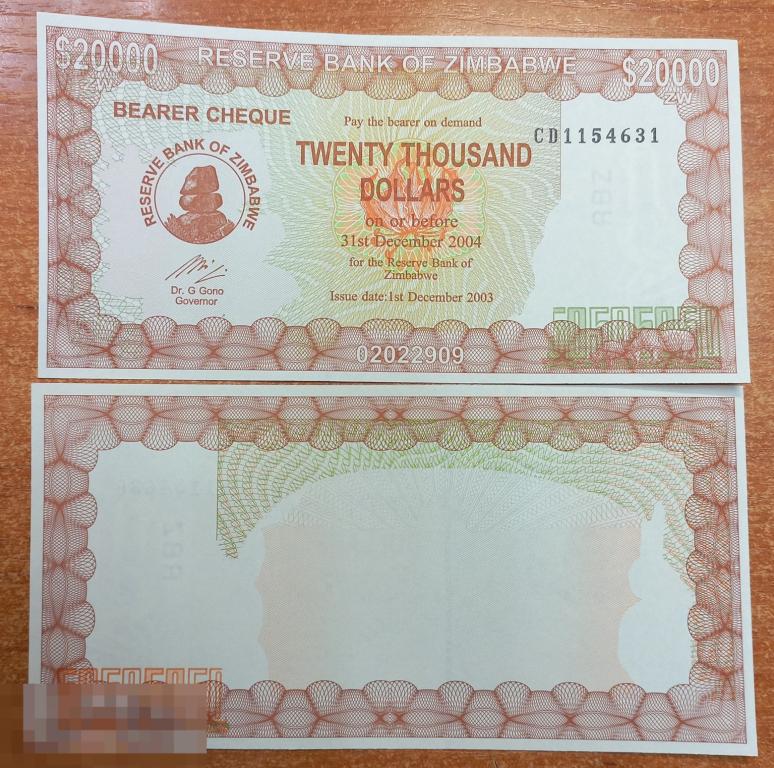 $20000 RESERVE BANK OF ZIMBABWE $20000
ZW ZW
BEARER CHEQUE
Pay the bearer on demand
CD1154631
TWENTY THOUSAND
DOLLARS
RESERVE BANK OF ZIMBABWE
on or before
31st December 2004
for the Reserve Bank of
Zimbabwe
Dr. G Gono
Governor
Issue date:1st December 2003
02022909
RBZ
RBZ